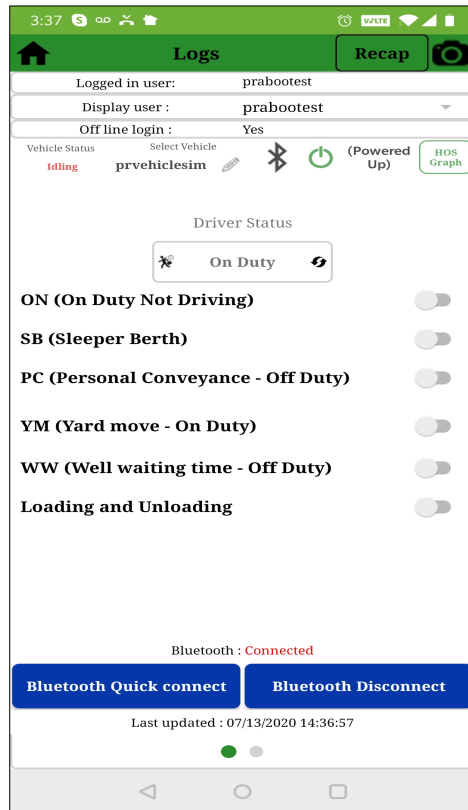 3:37 VoLTE
Logs Recap
Logged in user: prabootest
Display user : prabootest
Off line login : Yes
Vehicle Status Select Vehicle
Idling prvehiclesim (Powered Up) HOS Graph
Driver Status
On Duty
ON (On Duty Not Driving)
SB (Sleeper Berth)
PC (Personal Conveyance - Off Duty)
YM (Yard move - On Duty)
WW (Well waiting time - Off Duty)
Loading and Unloading
Bluetooth : Connected
Bluetooth Quick connect Bluetooth Disconnect
Last updated : 07/13/2020 14:36:57